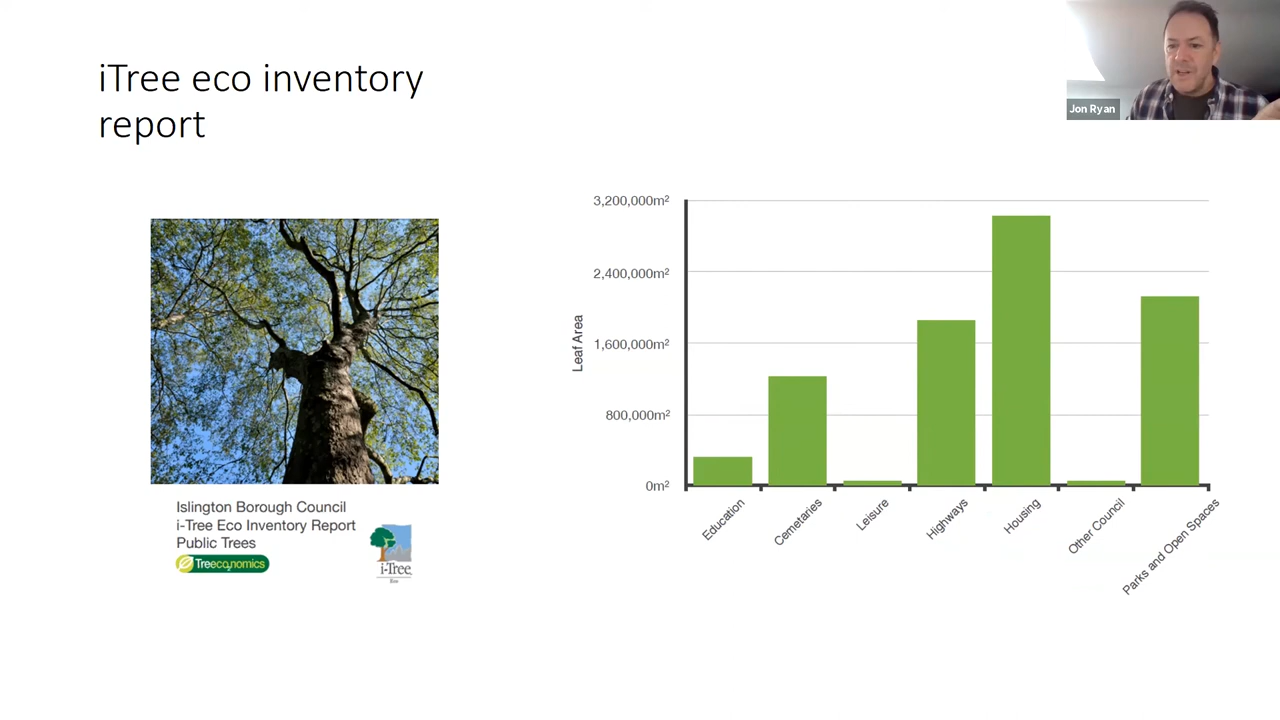 iTree eco inventory
report
Jon Ryan
Islington Borough Council
i-Tree Eco Inventory Report
Public Trees
Treeconomics
i-Tree
Leaf Area
3,200,000m²
2,400,000m²
1,600,000m²
800,000m²
0m²
Education
Cemetaries
Leisure
Highways
Housing
Other Council
Parks and Open Spaces